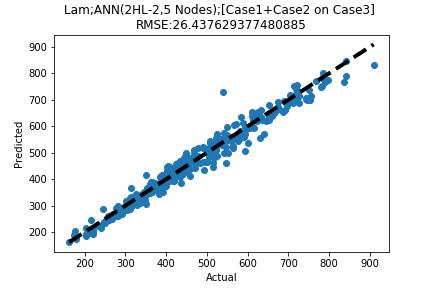 Lam;ANN(2HL-2,5 Nodes);[Case1+Case2 on Case3]
RMSE:26.437629377480885
900
800
700
600
500
400
300
200
Predicted
200 300 400 500 600 700 800 900
Actual